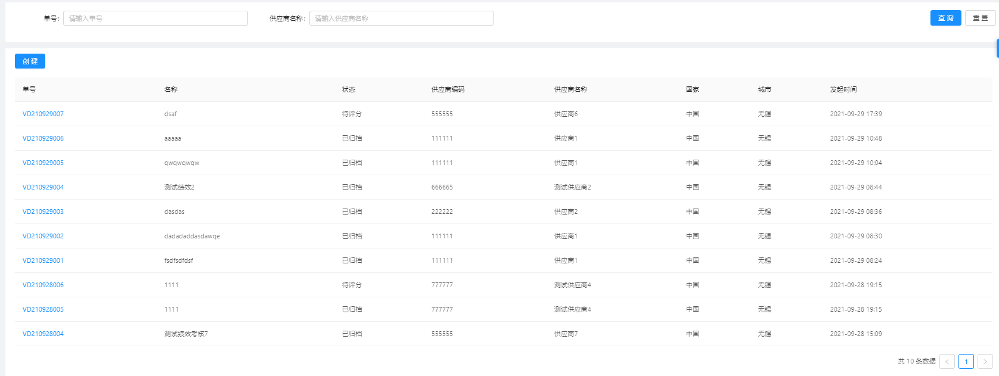 单号: 请输入单号 供应商名称: 请输入供应商名称 查 询 重 置
创 建
单号 名称 状态 供应商编码 供应商名称 国家 城市 发起时间
VD210929007 dsaf 待评分 555555 供应商6 中国 无锡 2021-09-29 17:39
VD210929006 aaaaa 已归档 111111 供应商1 中国 无锡 2021-09-29 10:48
VD210929005 qwqwqwqw 已归档 111111 供应商1 中国 无锡 2021-09-29 10:04
VD210929004 测试绩效2 已归档 666665 测试供应商2 中国 无锡 2021-09-29 08:44
VD210929003 dasdas 已归档 222222 供应商2 中国 无锡 2021-09-29 08:36
VD210929002 dadadaddasdawqe 已归档 111111 供应商1 中国 无锡 2021-09-29 08:30
VD210929001 fsdfsdfdsf 已归档 111111 供应商1 中国 无锡 2021-09-29 08:24
VD210928006 1111 待评分 777777 测试供应商4 中国 无锡 2021-09-28 19:15
VD210928005 1111 已归档 777777 测试供应商4 中国 无锡 2021-09-28 19:15
VD210928004 测试绩效考核7 已归档 555555 供应商7 中国 无锡 2021-09-28 15:09
共 10 条数据 < 1 >